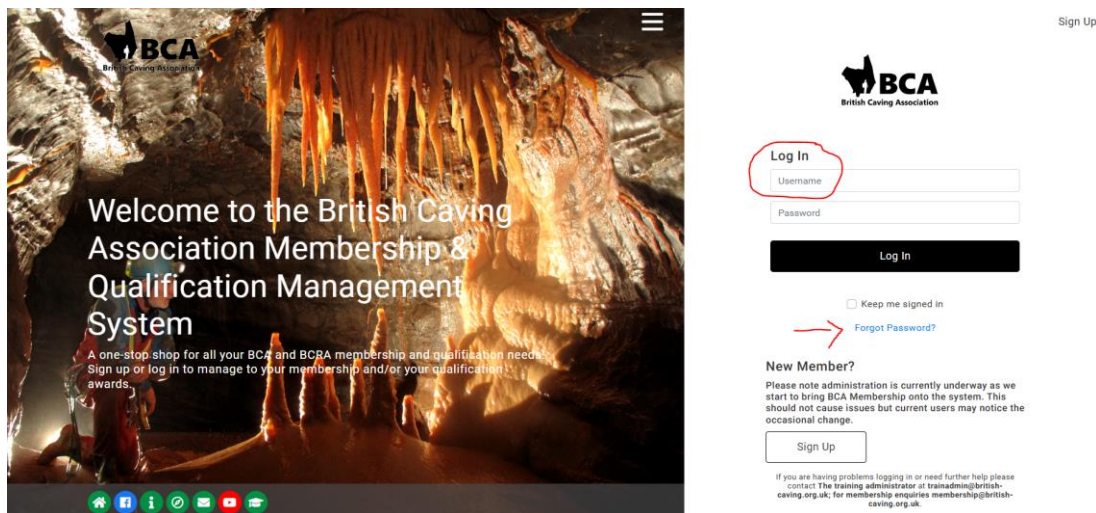 BCA
British Caving Association
Welcome to the British Caving
Association Membership &
Qualification Management
System
A one-stop shop for all your BCA and BCRA membership and qualification needs.
Sign up or log in to manage to your membership and/or your qualification
awards.
Sign Up
BCA
British Caving Association
Log In
Username
Password
Log In
Keep me signed in
Forgot Password?
New Member?
Please note administration is currently underway as we
start to bring BCA Membership onto the system. This
should not cause issues but current users may notice the
occasional change.
Sign Up
If you are having problems logging in or need further help please
contact The training administrator at trainadmin@british-
caving.org.uk; for membership enquiries membership@british-
caving.org.uk.